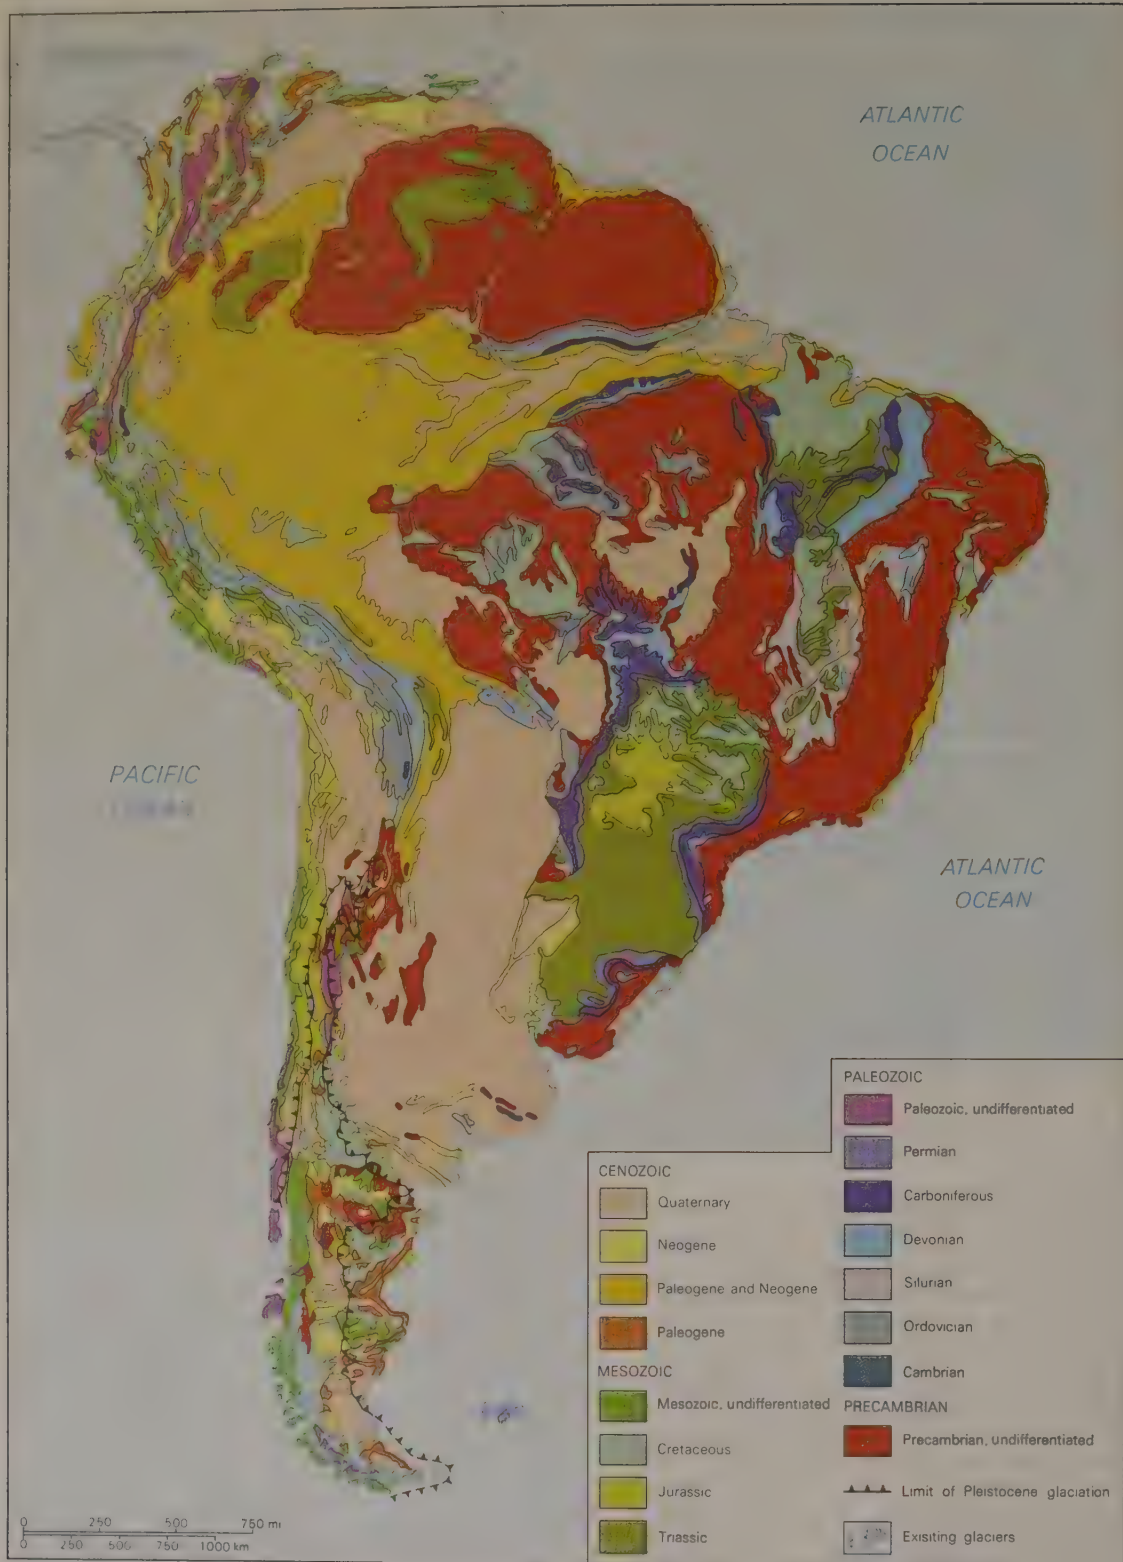 ATLANTIC
OCEAN
PACIFIC
ATLANTIC
OCEAN
CENOZOIC
Quaternary
Neogene
Paleogene and Neogene
Paleogene
MESOZOIC
Mesozoic, undifferentiated
Cretaceous
Jurassic
Triassic
PALEOZOIC
Paleozoic, undifferentiated
Permian
Carboniferous
Devonian
Silurian
Ordovician
Cambrian
PRECAMBRIAN
Precambrian, undifferentiated
Limit of Pleistocene glaciation
Exisiting glaciers
0 250 500 750 mi
0 250 500 750 1000 km